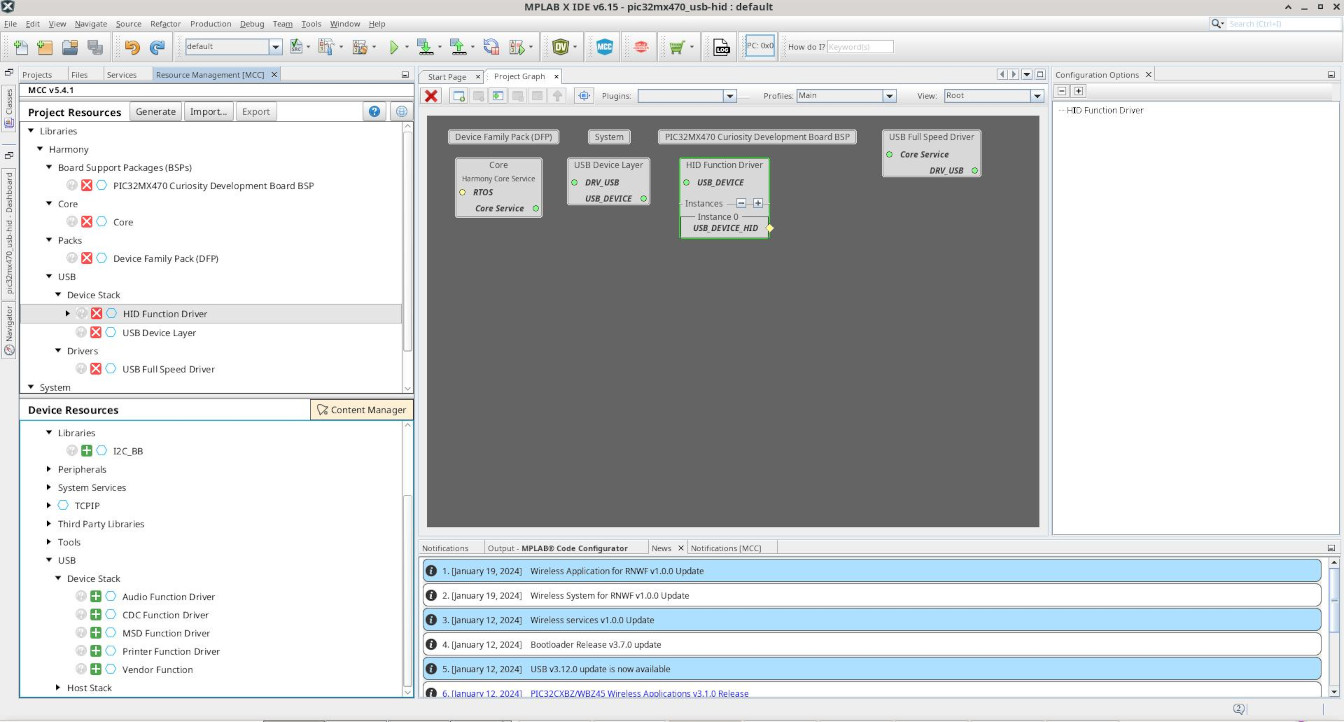 MPLAB X IDE v6.15 - pic32mx470_usb-hid : default
File Edit View Navigate Source Refactor Production Debug Team Tools Window Help
Search (Ctrl+I)
default
DV
MCC
LOG
PC: 0x0
How do I? Keyword(s)
Projects Files Services Resource Management [MCC]
MCC v5.4.1
Project Resources Generate Import... Export
Libraries
Harmony
Board Support Packages (BSPs)
PIC32MX470 Curiosity Development Board BSP
Core
Core
Packs
Device Family Pack (DFP)
USB
Device Stack
HID Function Driver
USB Device Layer
Drivers
USB Full Speed Driver
System
Device Resources Content Manager
Libraries
I2C_BB
Peripherals
System Services
TCPIP
Third Party Libraries
Tools
USB
Device Stack
Audio Function Driver
CDC Function Driver
MSD Function Driver
Printer Function Driver
Vendor Function
Host Stack
Classes
pic32mx470_usb-hid - Dashboard
Navigator
Start Page Project Graph
Plugins: Profiles: Main View: Root
Device Family Pack (DFP) System PIC32MX470 Curiosity Development Board BSP USB Full Speed Driver
Core Service
DRV_USB
Core
Harmony Core Service
RTOS
Core Service
USB Device Layer
DRV_USB
USB_DEVICE
HID Function Driver
USB_DEVICE
Instances
Instance 0
USB_DEVICE_HID
Configuration Options
HID Function Driver
Notifications Output - MPLAB® Code Configurator News Notifications [MCC]
1. [January 19, 2024] Wireless Application for RNWF v1.0.0 Update
2. [January 19, 2024] Wireless System for RNWF v1.0.0 Update
3. [January 12, 2024] Wireless services v1.0.0 Update
4. [January 12, 2024] Bootloader Release v3.7.0 update
5. [January 12, 2024] USB v3.12.0 update is now available
6. [January 12, 2024] PIC32CXBZ/WBZ45 Wireless Applications v3.1.0 Release